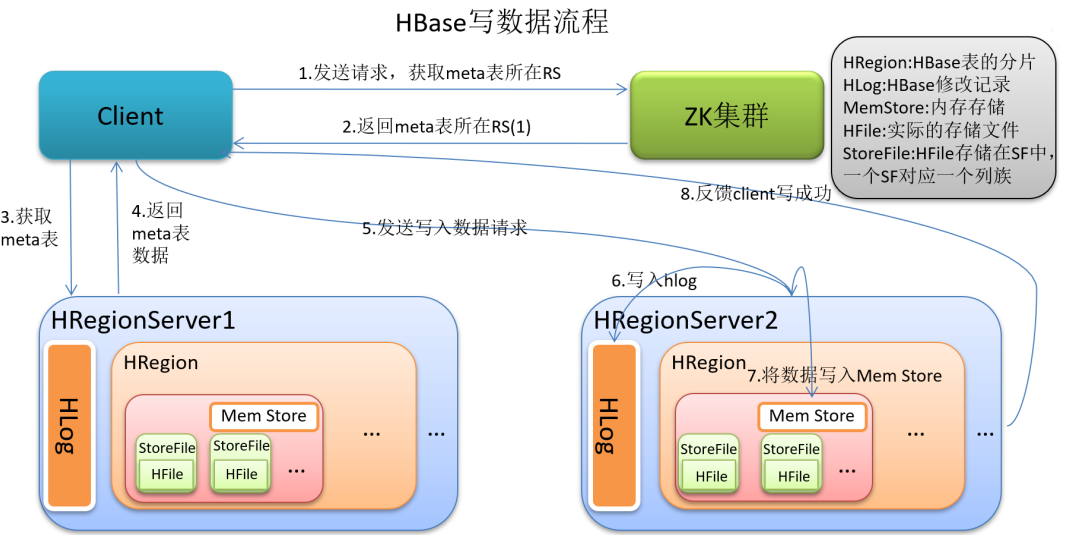 HBase写数据流程
Client
1.发送请求，获取meta表所在RS
2.返回meta表所在RS(1)
ZK集群
HRegion:HBase表的分片
HLog:HBase修改记录
MemStore:内存存储
HFile:实际的存储文件
StoreFile:HFile存储在SF中，
一个SF对应一个列族
3.获取
meta表
4.返回
meta表
数据
5.发送写入数据请求
8.反馈client写成功
6.写入hlog
HRegionServer1
HLog
HRegion
Mem Store
StoreFile
HFile
StoreFile
HFile
...
...
...
HRegionServer2
HLog
HRegion
7.将数据写入Mem Store
Mem Store
StoreFile
HFile
StoreFile
HFile
...
...
...